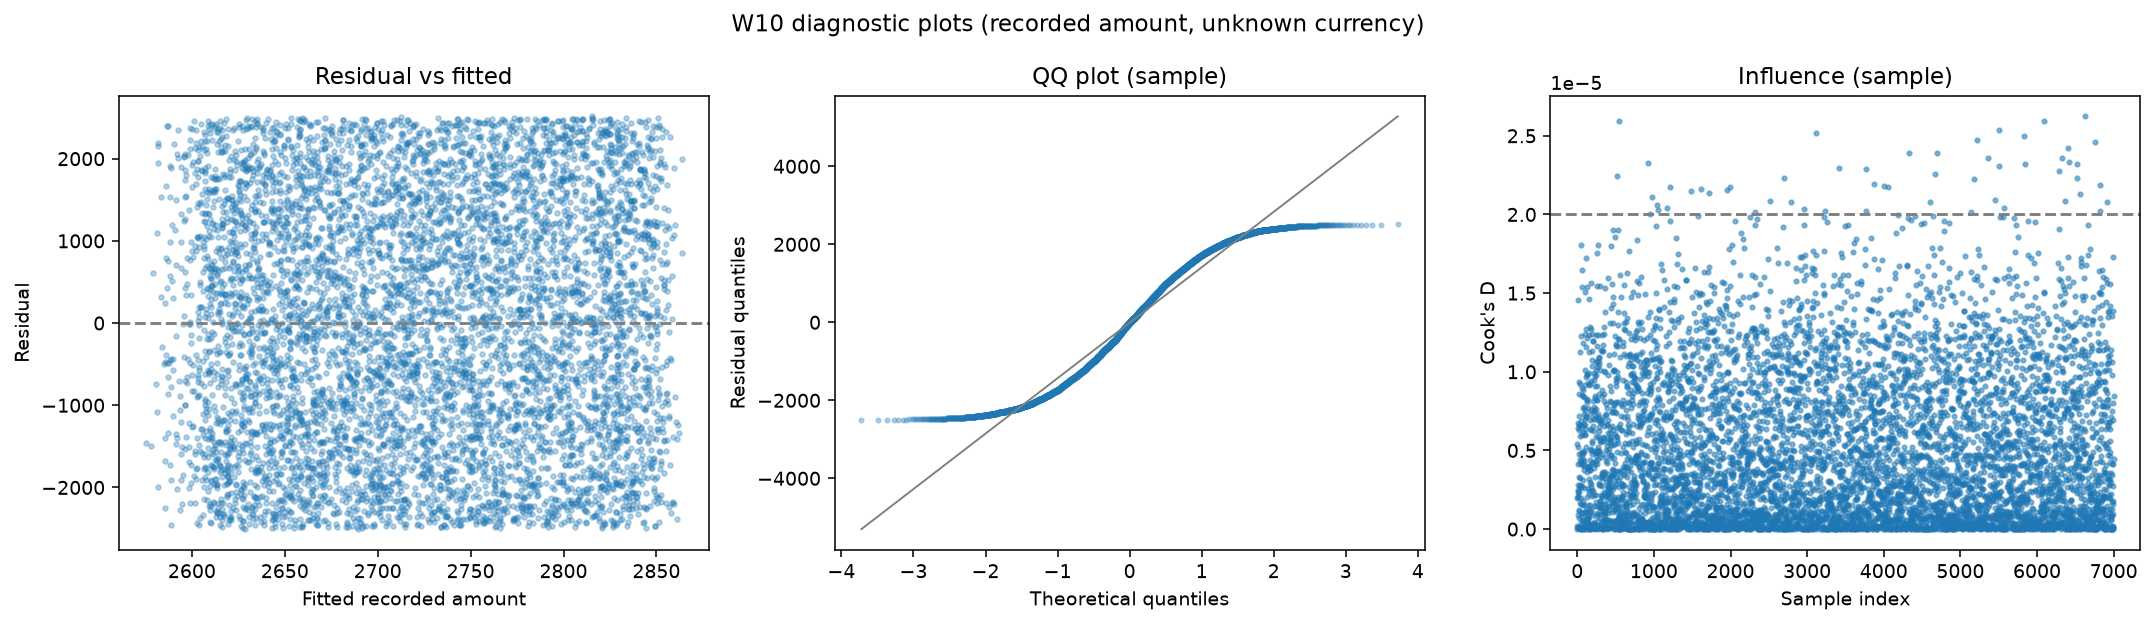 W10 diagnostic plots (recorded amount, unknown currency)
Residual vs fitted
Residual
2000
1000
0
−1000
−2000
2600 2650 2700 2750 2800 2850
Fitted recorded amount
QQ plot (sample)
Residual quantiles
4000
2000
0
−2000
−4000
−4 −3 −2 −1 0 1 2 3 4
Theoretical quantiles
Influence (sample)
1e−5
Cook's D
2.5
2.0
1.5
1.0
0.5
0.0
0 1000 2000 3000 4000 5000 6000 7000
Sample index